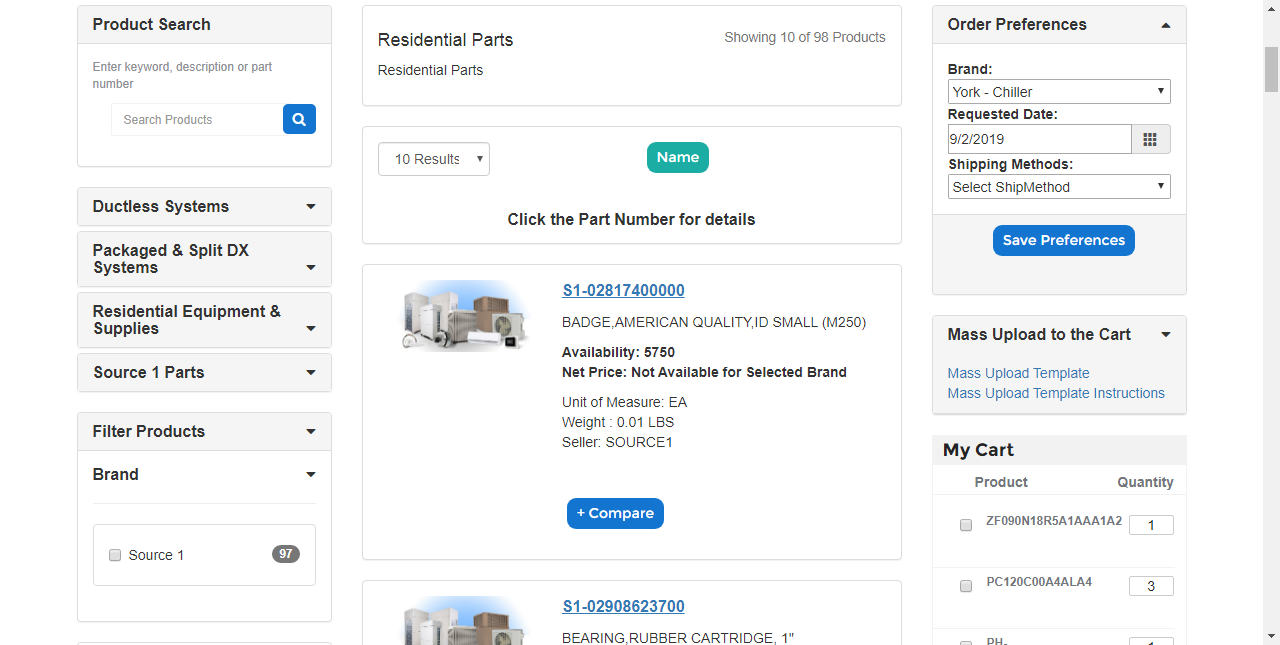 Product Search
Enter keyword, description or part
number
Search Products
Ductless Systems
Packaged & Split DX
Systems
Residential Equipment &
Supplies
Source 1 Parts
Filter Products
Brand
Source 1
97
Residential Parts
Showing 10 of 98 Products
Residential Parts
10 Results
Name
Click the Part Number for details
S1-02817400000
BADGE,AMERICAN QUALITY,ID SMALL (M250)
Availability: 5750
Net Price: Not Available for Selected Brand
Unit of Measure: EA
Weight : 0.01 LBS
Seller: SOURCE1
+ Compare
S1-02908623700
BEARING,RUBBER CARTRIDGE, 1"
Order Preferences
Brand:
York - Chiller
Requested Date:
9/2/2019
Shipping Methods:
Select ShipMethod
Save Preferences
Mass Upload to the Cart
Mass Upload Template
Mass Upload Template Instructions
My Cart
Product Quantity
ZF090N18R5A1AAA1A2 1
PC120C00A4ALA4 3
PH-